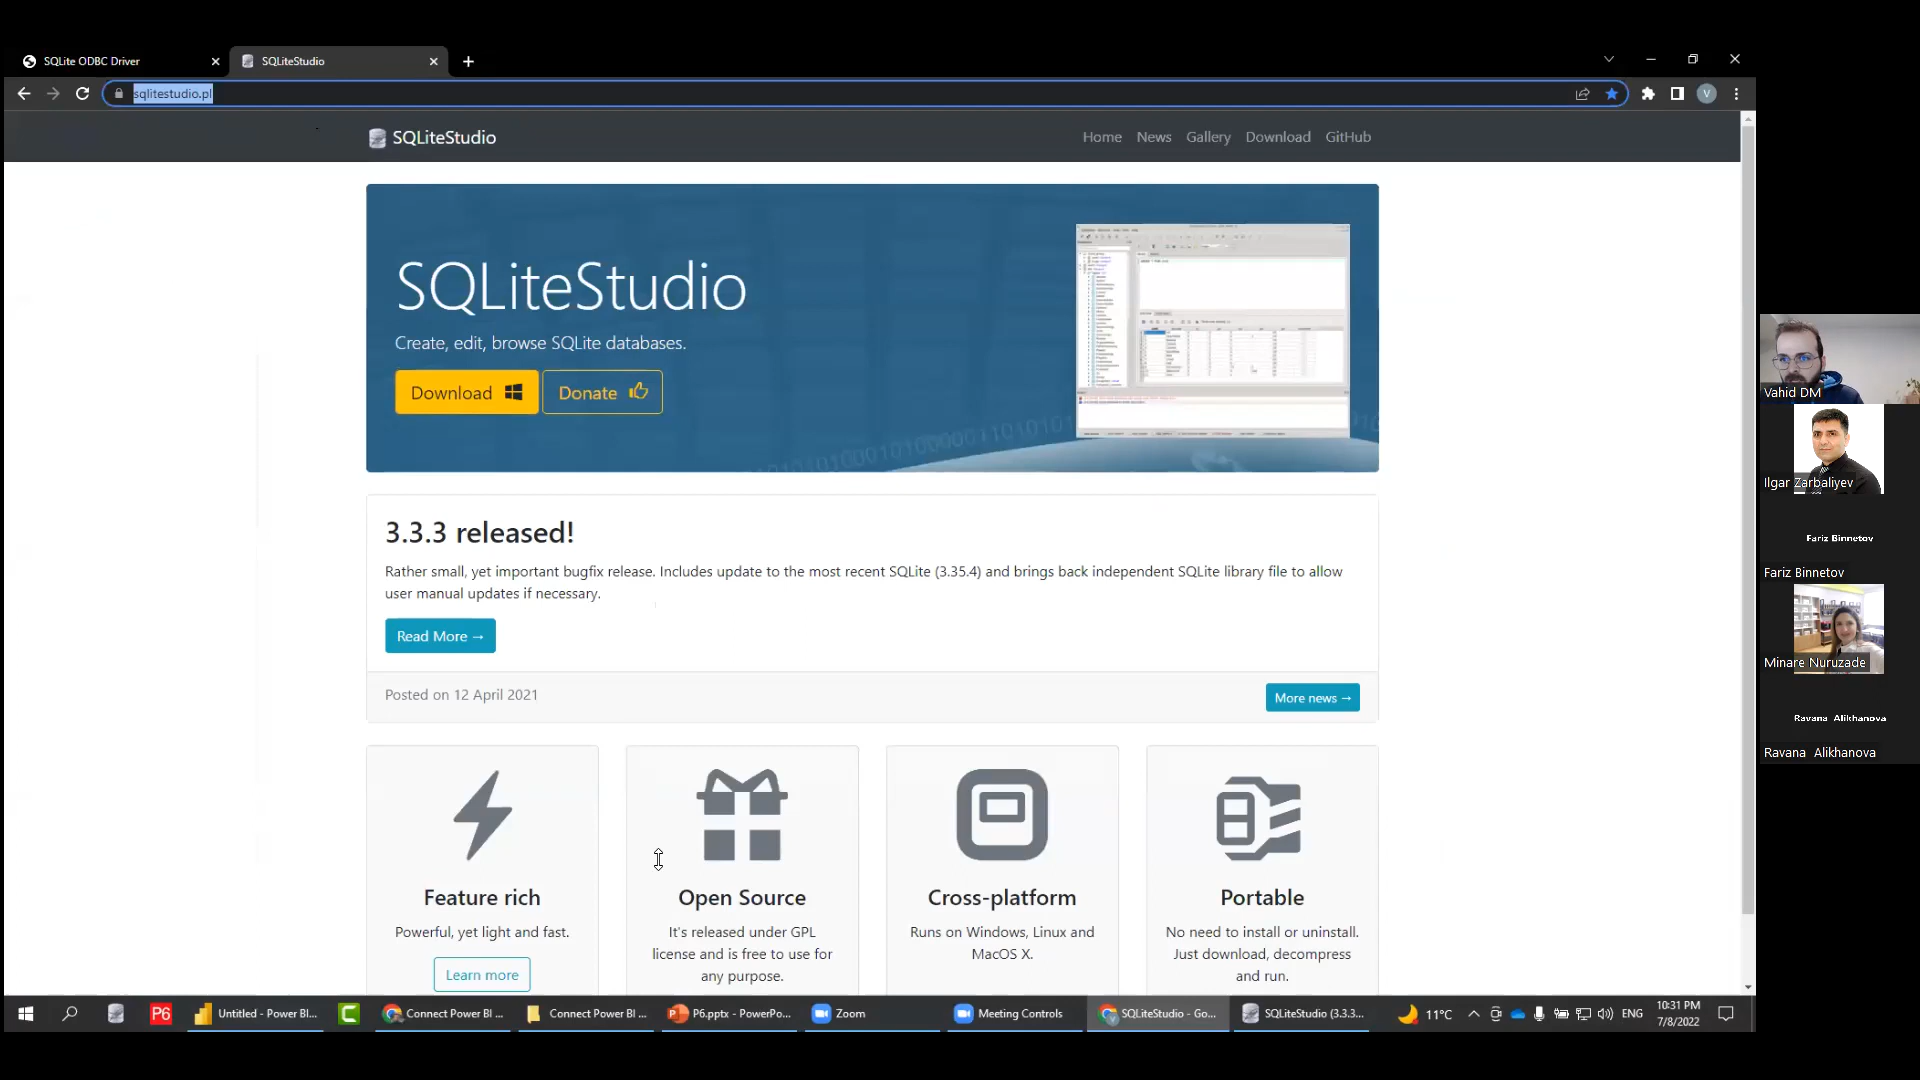 SQLite ODBC Driver
SQLiteStudio
sqlitestudio.pl
V
SQLiteStudio
Home
News
Gallery
Download
GitHub
SQLiteStudio
Create, edit, browse SQLite databases.
Download
Donate
3.3.3 released!
Rather small, yet important bugfix release. Includes update to the most recent SQLite (3.35.4) and brings back independent SQLite library file to allow
user manual updates if necessary.
Read More →
Posted on 12 April 2021
More news →
Feature rich
Powerful, yet light and fast.
Learn more
Open Source
It's released under GPL
license and is free to use for
any purpose.
Cross-platform
Runs on Windows, Linux and
MacOS X.
Portable
No need to install or uninstall.
Just download, decompress
and run.
Vahid DM
Ilgar Zarbaliyev
Fariz Binnetov
Fariz Binnetov
Minare Nuruzade
Ravana Alikhanova
Ravana Alikhanova
P6
Untitled - Power BI...
Connect Power BI ...
Connect Power BI ...
P6.pptx - PowerPo...
Zoom
Meeting Controls
SQLiteStudio - Go...
SQLiteStudio (3.3.3...
11°C
ENG
10:31 PM
7/8/2022